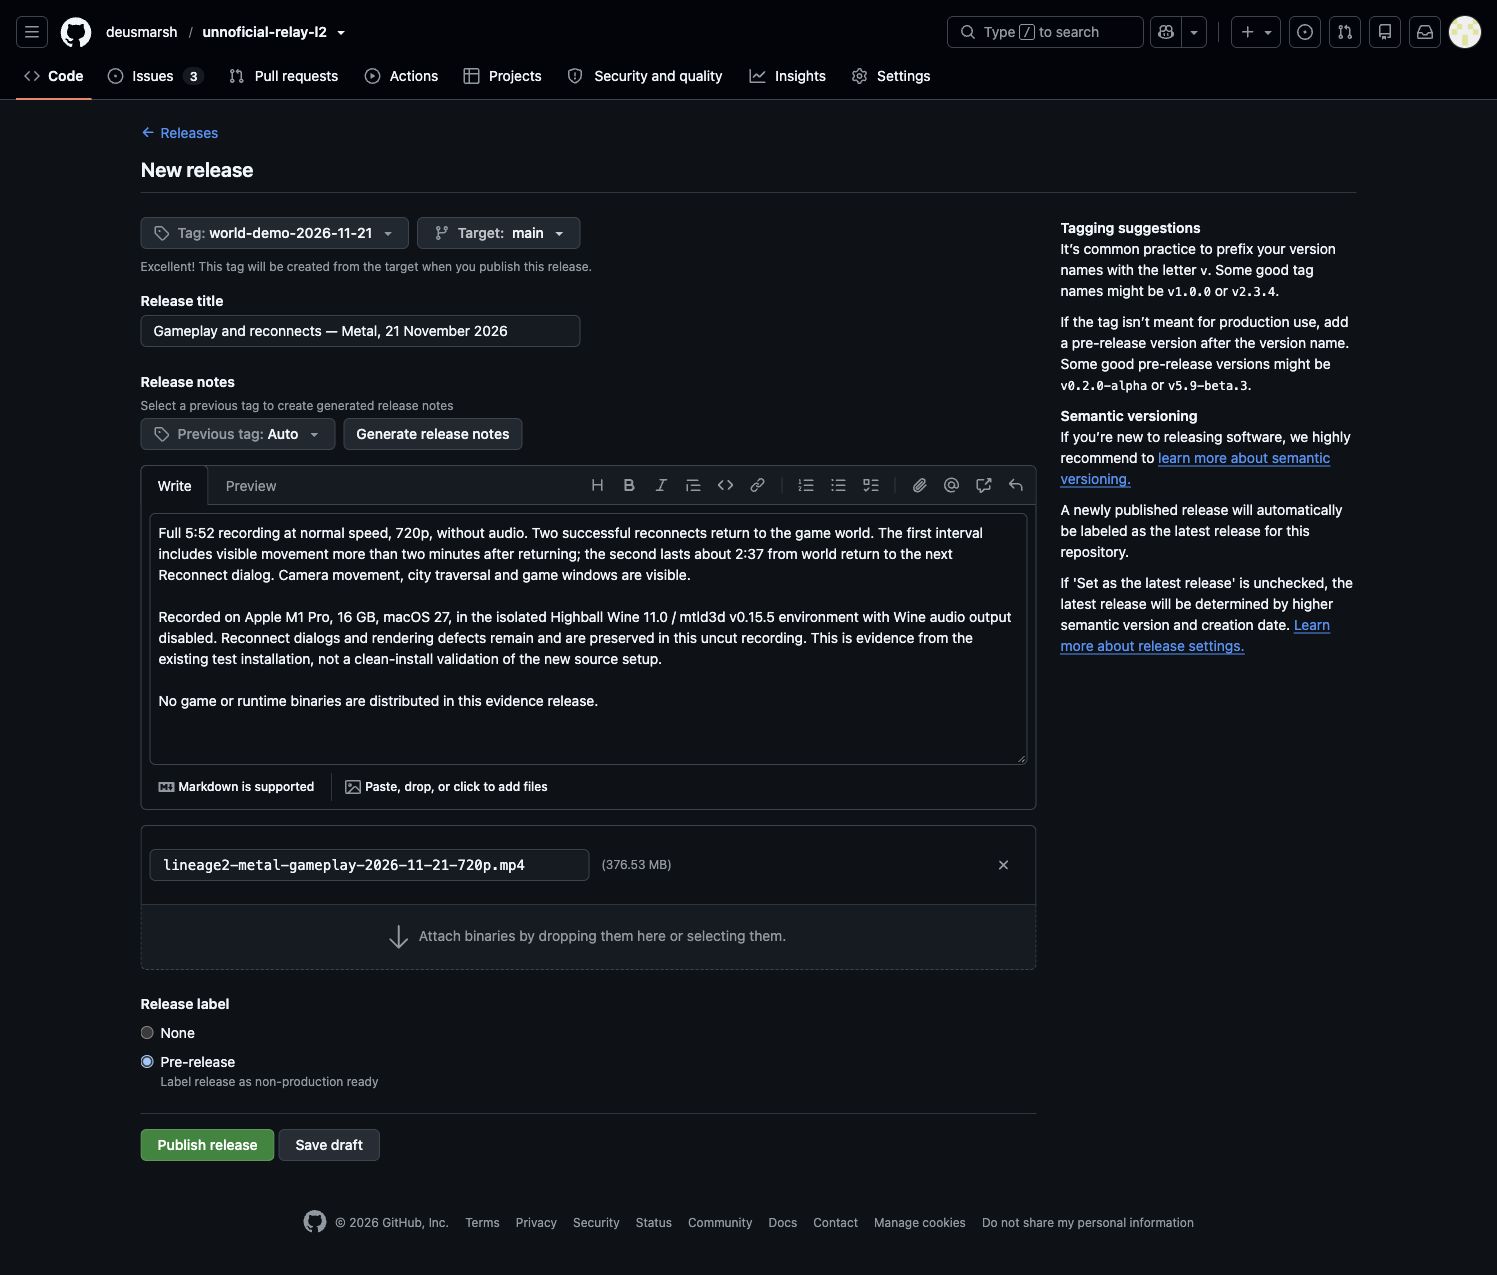 deusmarsh / unnoficial-relay-l2
Type / to search
Code
Issues 3
Pull requests
Actions
Projects
Security and quality
Insights
Settings
Releases
New release
Tag: world-demo-2026-11-21
Target: main
Excellent! This tag will be created from the target when you publish this release.
Release title
Gameplay and reconnects — Metal, 21 November 2026
Release notes
Select a previous tag to create generated release notes
Previous tag: Auto
Generate release notes
Write
Preview
Full 5:52 recording at normal speed, 720p, without audio. Two successful reconnects return to the game world. The first interval
includes visible movement more than two minutes after returning; the second lasts about 2:37 from world return to the next
Reconnect dialog. Camera movement, city traversal and game windows are visible.
Recorded on Apple M1 Pro, 16 GB, macOS 27, in the isolated Highball Wine 11.0 / mtld3d v0.15.5 environment with Wine audio output
disabled. Reconnect dialogs and rendering defects remain and are preserved in this uncut recording. This is evidence from the
existing test installation, not a clean-install validation of the new source setup.
No game or runtime binaries are distributed in this evidence release.
Markdown is supported
Paste, drop, or click to add files
lineage2-metal-gameplay-2026-11-21-720p.mp4
(376.53 MB)
Attach binaries by dropping them here or selecting them.
Release label
None
Pre-release
Label release as non-production ready
Publish release
Save draft
Tagging suggestions
It's common practice to prefix your version
names with the letter v. Some good tag
names might be v1.0.0 or v2.3.4.
If the tag isn't meant for production use, add
a pre-release version after the version name.
Some good pre-release versions might be
v0.2.0-alpha or v5.9-beta.3.
Semantic versioning
If you're new to releasing software, we highly
recommend to learn more about semantic
versioning.
A newly published release will automatically
be labeled as the latest release for this
repository.
If 'Set as the latest release' is unchecked, the
latest release will be determined by higher
semantic version and creation date. Learn
more about release settings.
© 2026 GitHub, Inc.
Terms
Privacy
Security
Status
Community
Docs
Contact
Manage cookies
Do not share my personal information